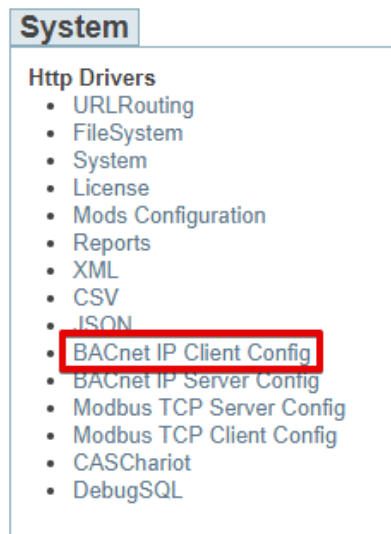 System
Http Drivers
URLRouting
FileSystem
System
License
Mods Configuration
Reports
XML
CSV
JSON
BACnet IP Client Config
BACnet IP Server Config
Modbus TCP Server Config
Modbus TCP Client Config
CASChariot
DebugSQL